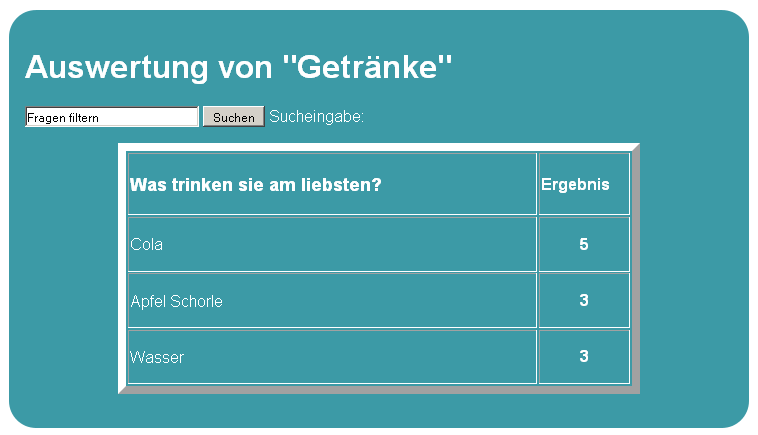 Auswertung von "Getränke"
Fragen filtern Suchen Sucheingabe:
Was trinken sie am liebsten? Ergebnis
Cola 5
Apfel Schorle 3
Wasser 3